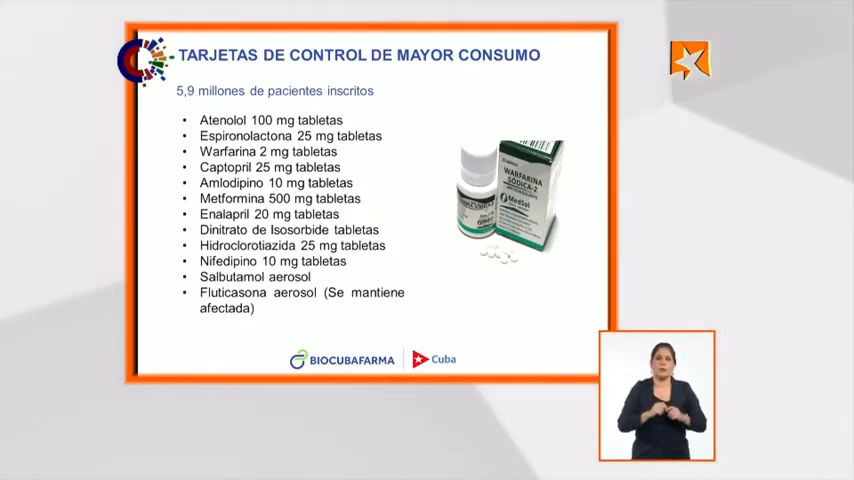 TARJETAS DE CONTROL DE MAYOR CONSUMO
5,9 millones de pacientes inscritos
• Atenolol 100 mg tabletas
• Espironolactona 25 mg tabletas
• Warfarina 2 mg tabletas
• Captopril 25 mg tabletas
• Amlodipino 10 mg tabletas
• Metformina 500 mg tabletas
• Enalapril 20 mg tabletas
• Dinitrato de Isosorbide tabletas
• Hidroclorotiazida 25 mg tabletas
• Nifedipino 10 mg tabletas
• Salbutamol aerosol
• Fluticasona aerosol (Se mantiene
afectada)
WARFARINA
SÓDICA-2
MedSol
BIOCUBAFARMA
Cuba